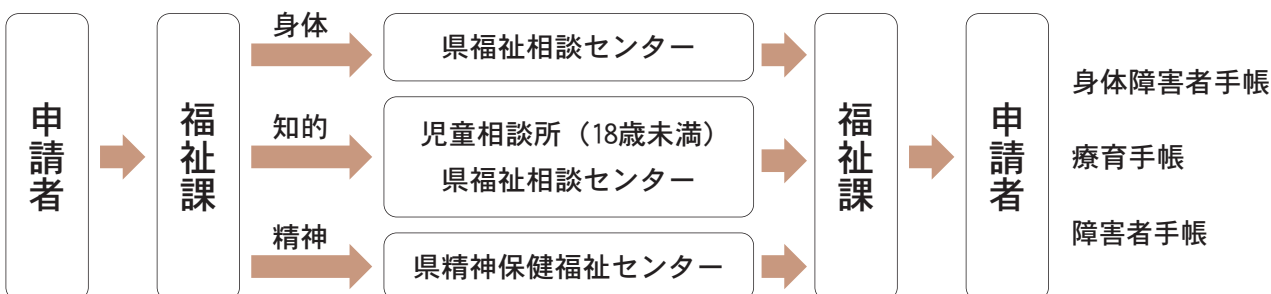 申請者
福祉課
身体
県福祉相談センター
知的
児童相談所（18歳未満）
県福祉相談センター
精神
県精神保健福祉センター
福祉課
申請者
身体障害者手帳
療育手帳
障害者手帳